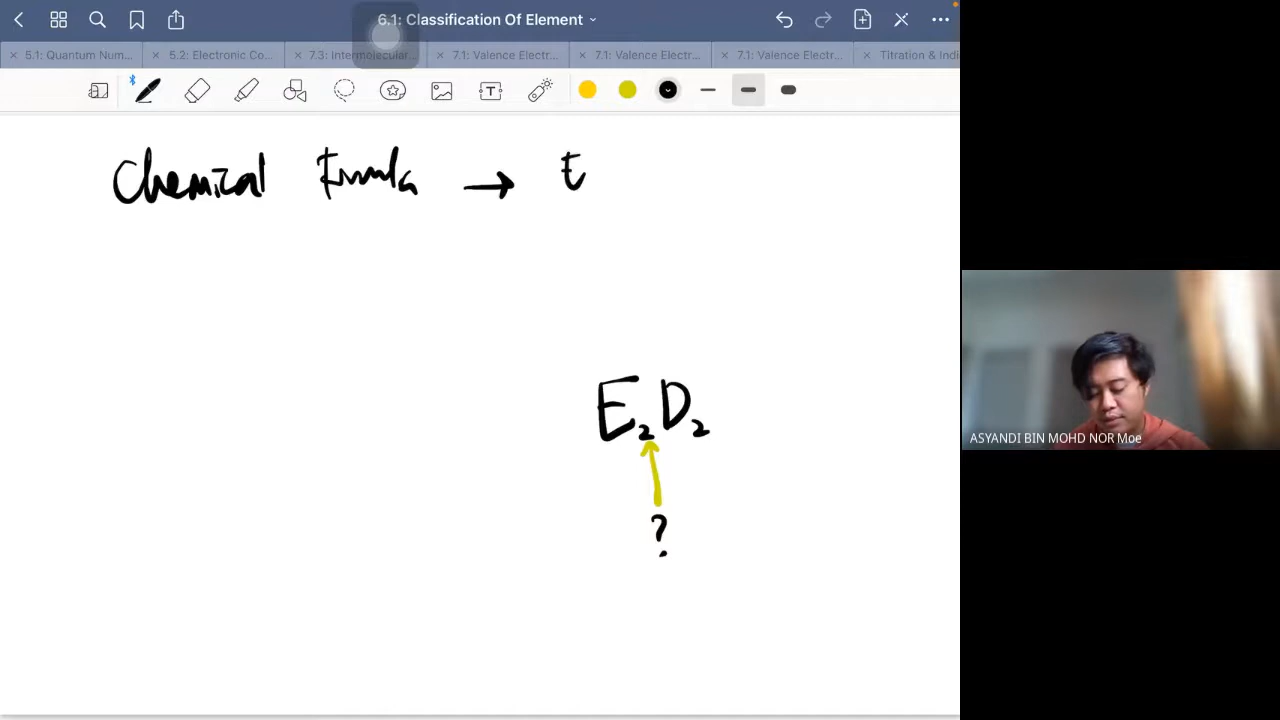 6.1: Classification Of Element
5.1: Quantum Num... 5.2: Electronic Co... 7.3: Intermolecular... 7.1: Valence Electr... 7.1: Valence Electr... 7.1: Valence Electr... Titration & Indi
T
Chemical Fmula → t
E₂D₂
?
ASYANDI BIN MOHD NOR Moe